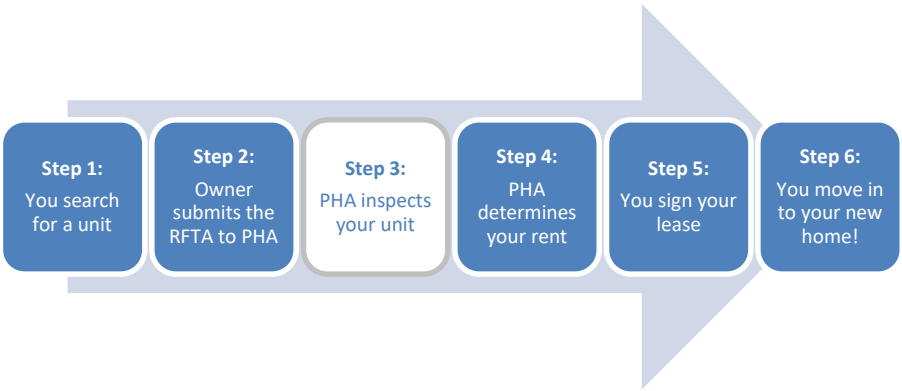 Step 1:
You search
for a unit
Step 2:
Owner
submits the
RFTA to PHA
Step 3:
PHA inspects
your unit
Step 4:
PHA
determines
your rent
Step 5:
You sign your
lease
Step 6:
You move in
to your new
home!